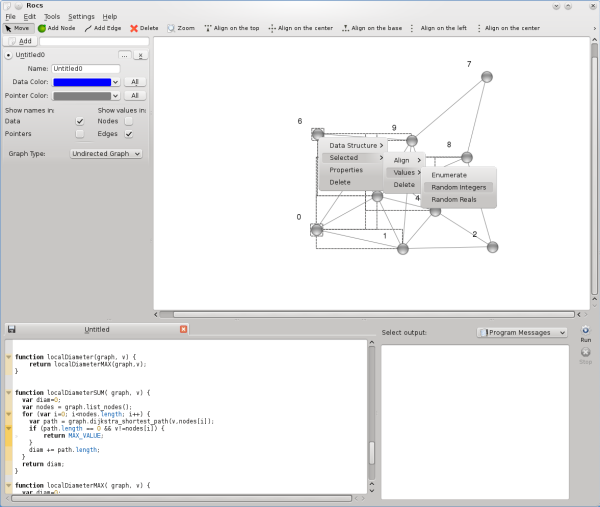 Rocs
File Edit Tools Settings Help
Move Add Node Add Edge Delete Zoom Align on the top Align on the center Align on the base Align on the left Align on the center
Add
Untitled0 ... x
Name: Untitled0
Data Color: All
Pointer Color: All
Show names in: Show values in:
Data Nodes
Pointers Edges
Graph Type: Undirected Graph
7
6
9
8
0
1
4
2
Data Structure
Selected
Properties
Delete
Align
Values
Delete
Enumerate
Random Integers
Random Reals
Untitled
function localDiameter(graph, v) {
return localDiameterMAX(graph,v);
}
function localDiameterSUM( graph, v) {
var diam=0;
var nodes = graph.list_nodes();
for (var i=0; i<nodes.length; i++) {
var path = graph.dijkstra_shortest_path(v,nodes[i]);
if (path.length == 0 && v!=nodes[i]) {
return MAX_VALUE;
}
diam += path.length;
}
return diam;
}
function localDiameterMAX( graph, v) {
var diam=0;
Select output: Program Messages
Run
Stop